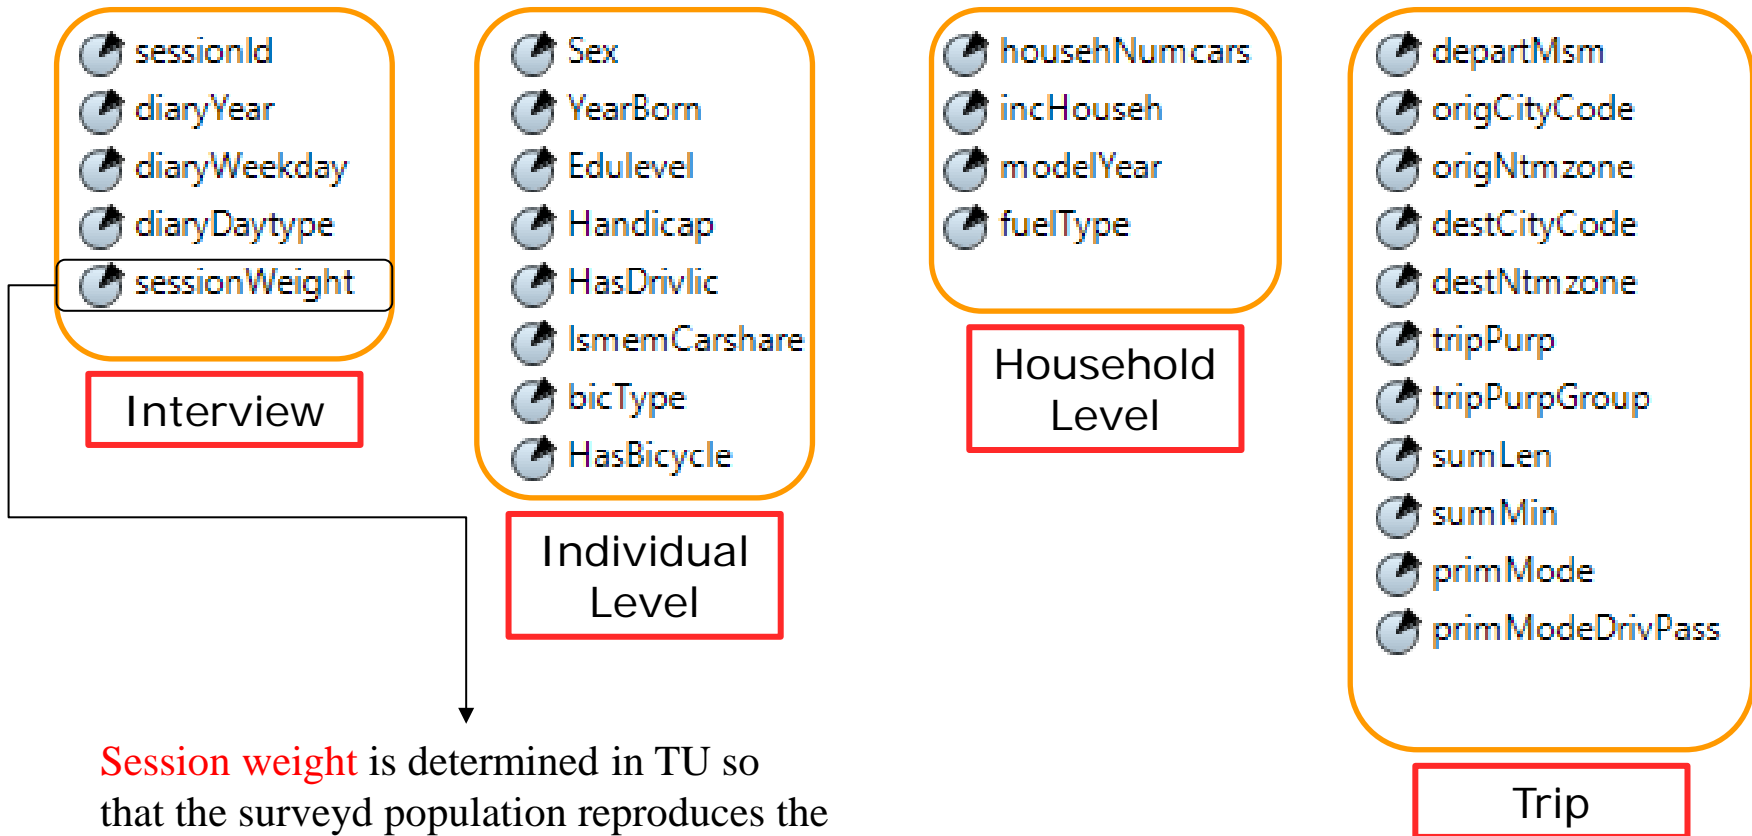 sessionId
diaryYear
diaryWeekday
diaryDaytype
sessionWeight
Interview
Sex
YearBorn
Edulevel
Handicap
HasDrivlic
IsmemCarshare
bicType
HasBicycle
Individual
Level
househNumcars
incHouseh
modelYear
fuelType
Household
Level
departMsm
origCityCode
origNtmzone
destCityCode
destNtmzone
tripPurp
tripPurpGroup
sumLen
sumMin
primMode
primModeDrivPass
Trip
Session weight is determined in TU so
that the surveyd population reproduces the